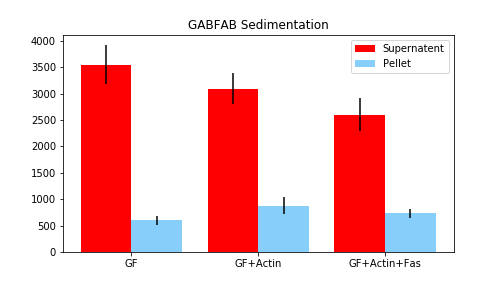 GABFAB Sedimentation
Supernatent
Pellet
4000
3500
3000
2500
2000
1500
1000
500
0
GF
GF+Actin
GF+Actin+Fas